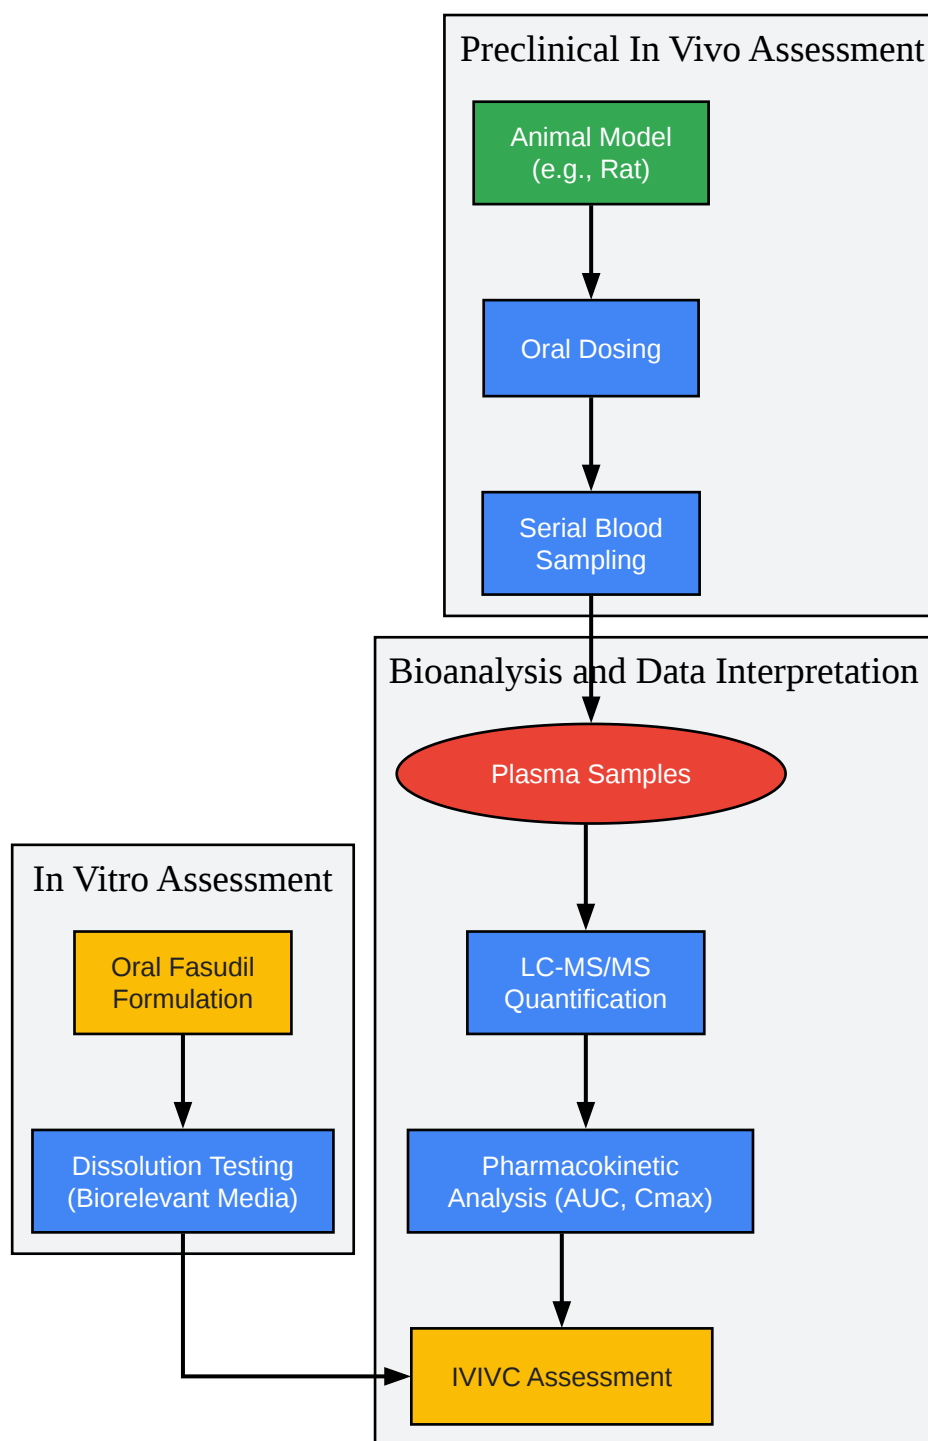 Preclinical In Vivo Assessment
Animal Model
(e.g., Rat)
Oral Dosing
Serial Blood
Sampling
Bioanalysis and Data Interpretation
Plasma Samples
In Vitro Assessment
Oral Fasudil
Formulation
LC-MS/MS
Quantification
Dissolution Testing
(Biorelevant Media)
Pharmacokinetic
Analysis (AUC, Cmax)
IVIVC Assessment